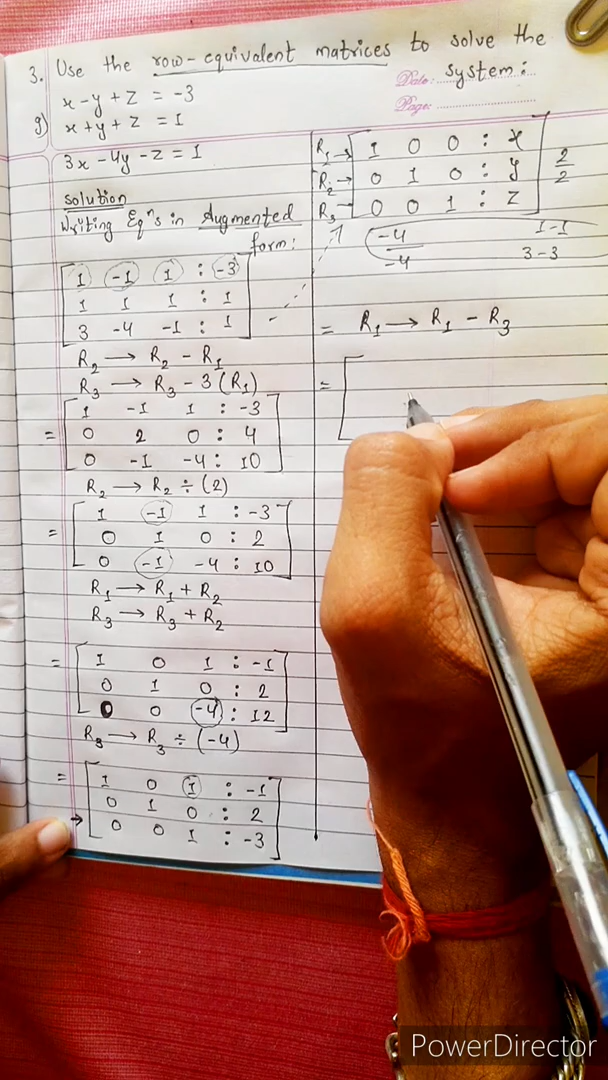 3. Use the row-equivalent matrices to solve the
system:
Date:
Page:
g) x - y + z = -3
x + y + z = 1
3x - 4y - z = 1
solution
Writing Eqⁿs in Augmented
form:
[ 1 -1 1 : -3
1 1 1 : 1
3 -4 -1 : 1 ]
R₂ → R₂ - R₁
R₃ → R₃ - 3(R₁)
= [ 1 -1 1 : -3
0 2 0 : 4
0 -1 -4 : 10 ]
R₂ → R₂ ÷ (2)
= [ 1 -1 1 : -3
0 1 0 : 2
0 -1 -4 : 10 ]
R₁ → R₁ + R₂
R₃ → R₃ + R₂
= [ 1 0 1 : -1
0 1 0 : 2
0 0 -4 : 12 ]
R₃ → R₃ ÷ (-4)
= [ 1 0 1 : -1
0 1 0 : 2
→ 0 0 1 : -3 ]
R₁ → [ 1 0 0 : x
R₂ → 0 1 0 : y
R₃ → 0 0 1 : z ]
2/2
-4/-4
1-1
3-3
= R₁ → R₁ - R₃
= [
PowerDirector